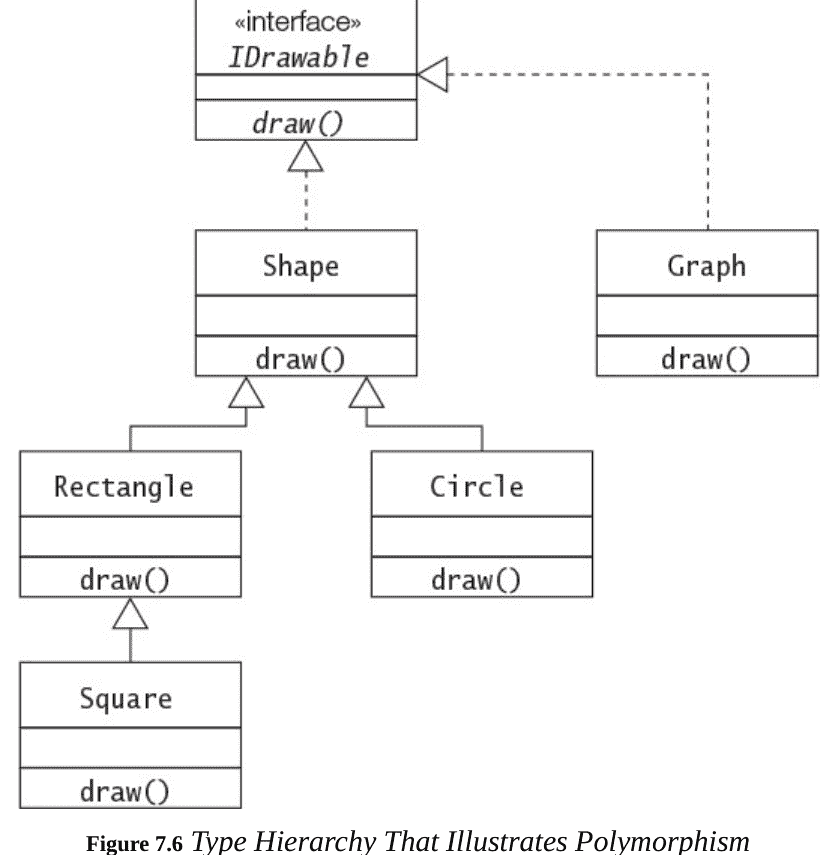 «interface»
IDrawable
draw()
Shape
draw()
Graph
draw()
Rectangle
draw()
Circle
draw()
Square
draw()
Figure 7.6 Type Hierarchy That Illustrates Polymorphism